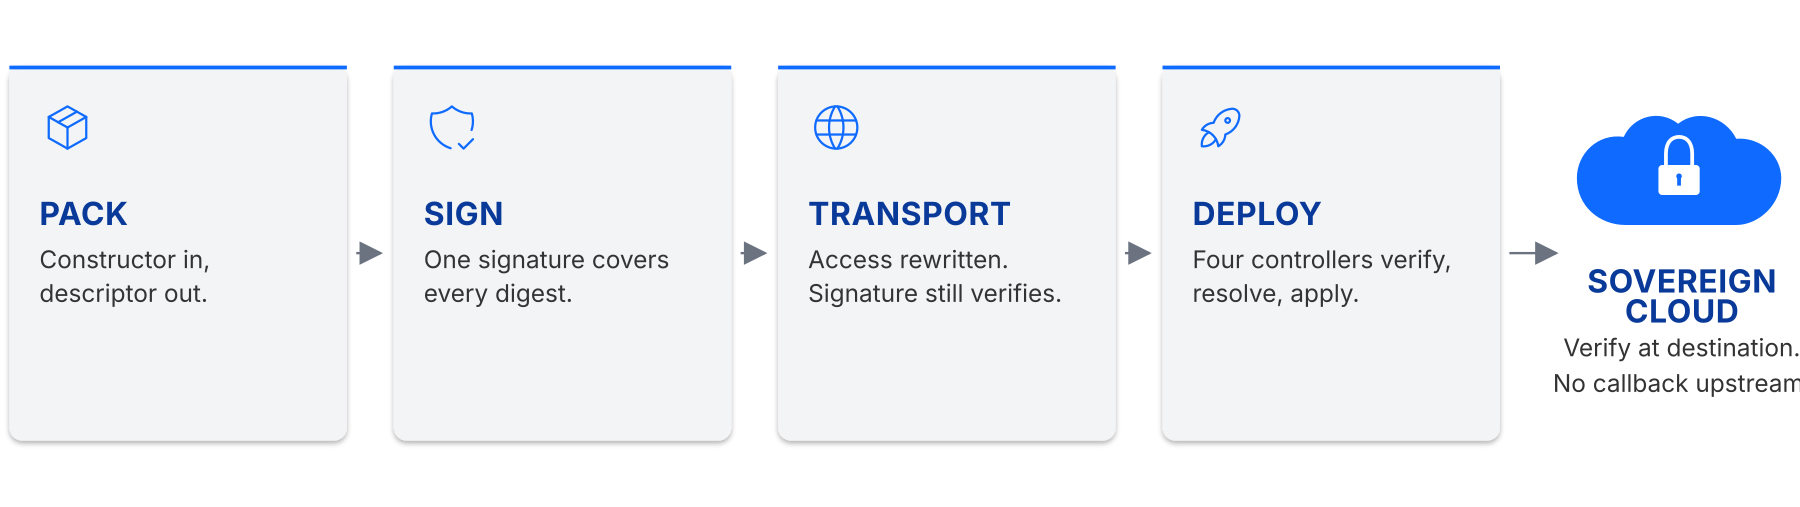 PACK
Constructor in,
descriptor out.
SIGN
One signature covers
every digest.
TRANSPORT
Access rewritten.
Signature still verifies.
DEPLOY
Four controllers verify,
resolve, apply.
SOVEREIGN
CLOUD
Verify at destination.
No callback upstream